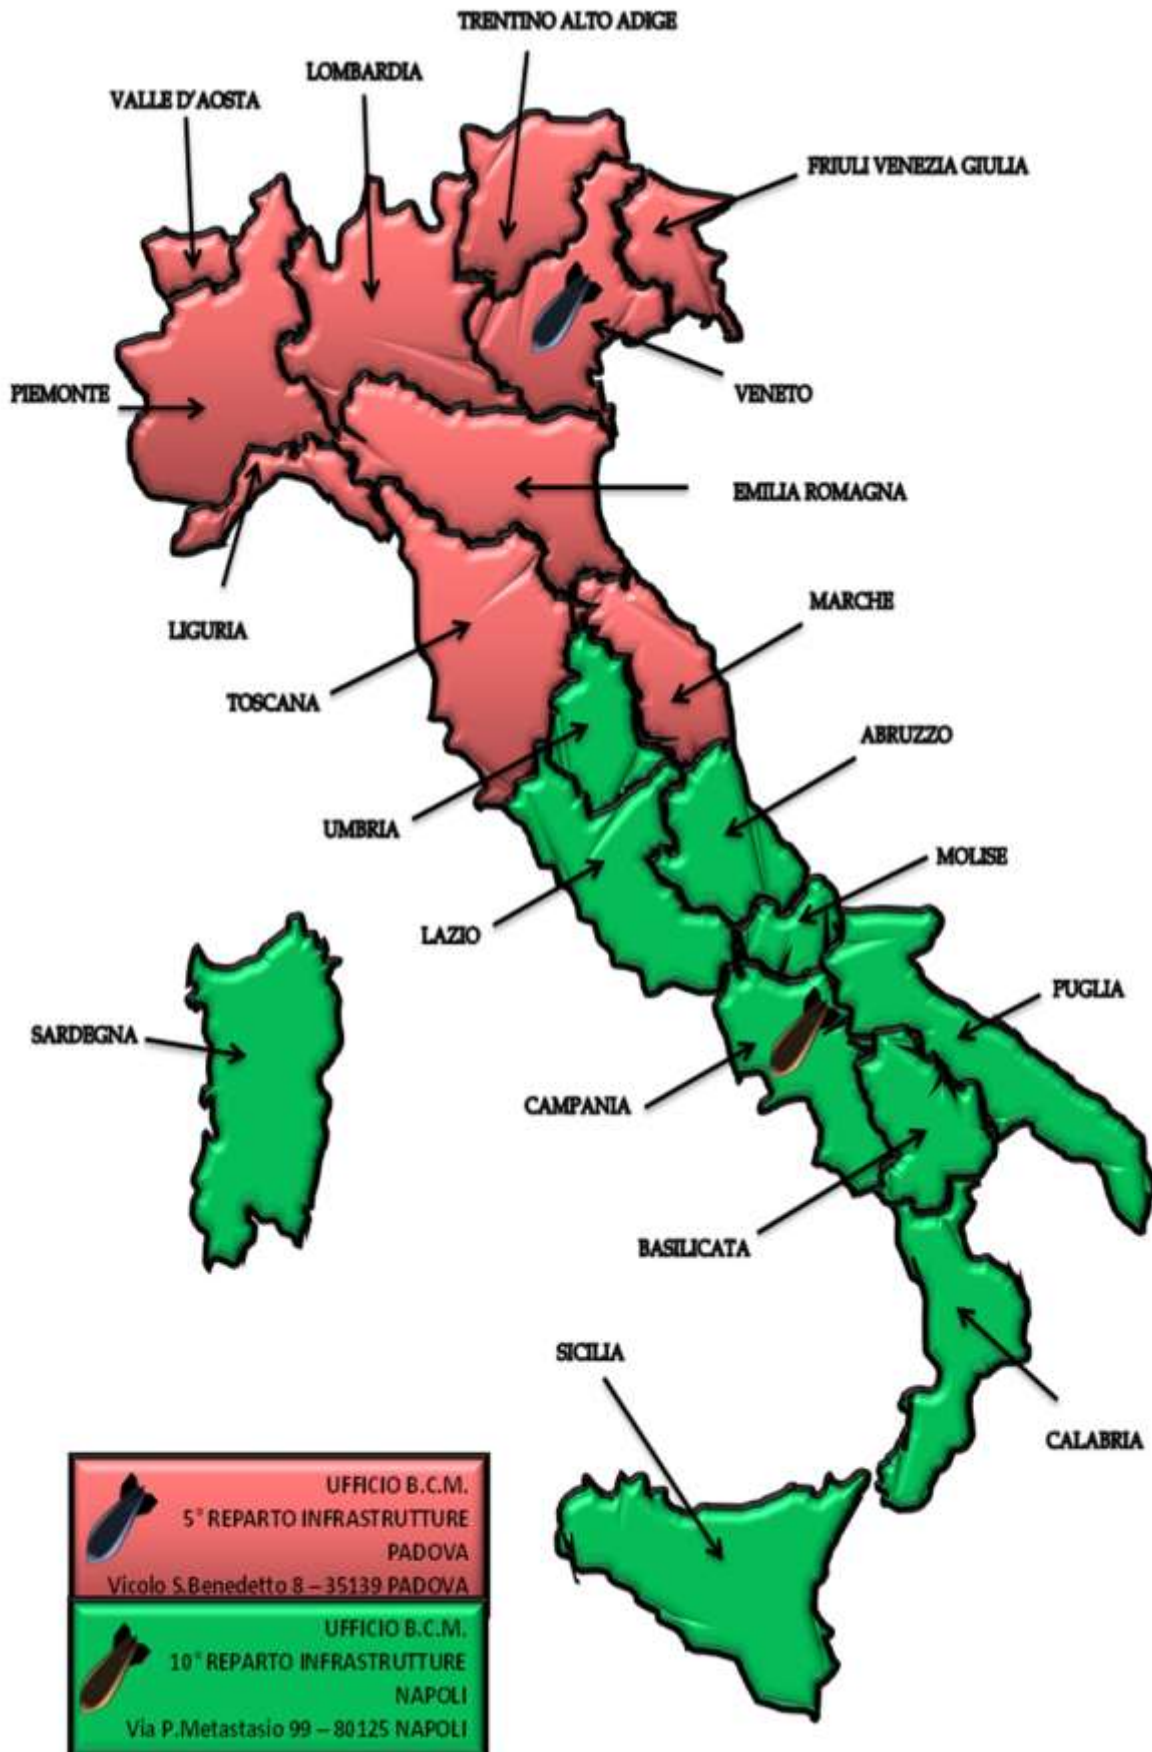 TRENTINO ALTO ADIGE
LOMBARDIA
VALLE D'AOSTA
FRIULI VENEZIA GIULIA
PIEMONTE
VENETO
EMILIA ROMAGNA
MARCHE
LIGURIA
TOSCANA
ABRUZZO
UMBRIA
MOLISE
LAZIO
PUGLIA
SARDEGNA
CAMPANIA
BASILICATA
SICILIA
CALABRIA
UFFICIO B.C.M.
5° REPARTO INFRASTRUTTURE
PADOVA
Vicolo S.Benedetto 8 – 35139 PADOVA
UFFICIO B.C.M.
10° REPARTO INFRASTRUTTURE
NAPOLI
Via P.Metastasio 99 – 80125 NAPOLI